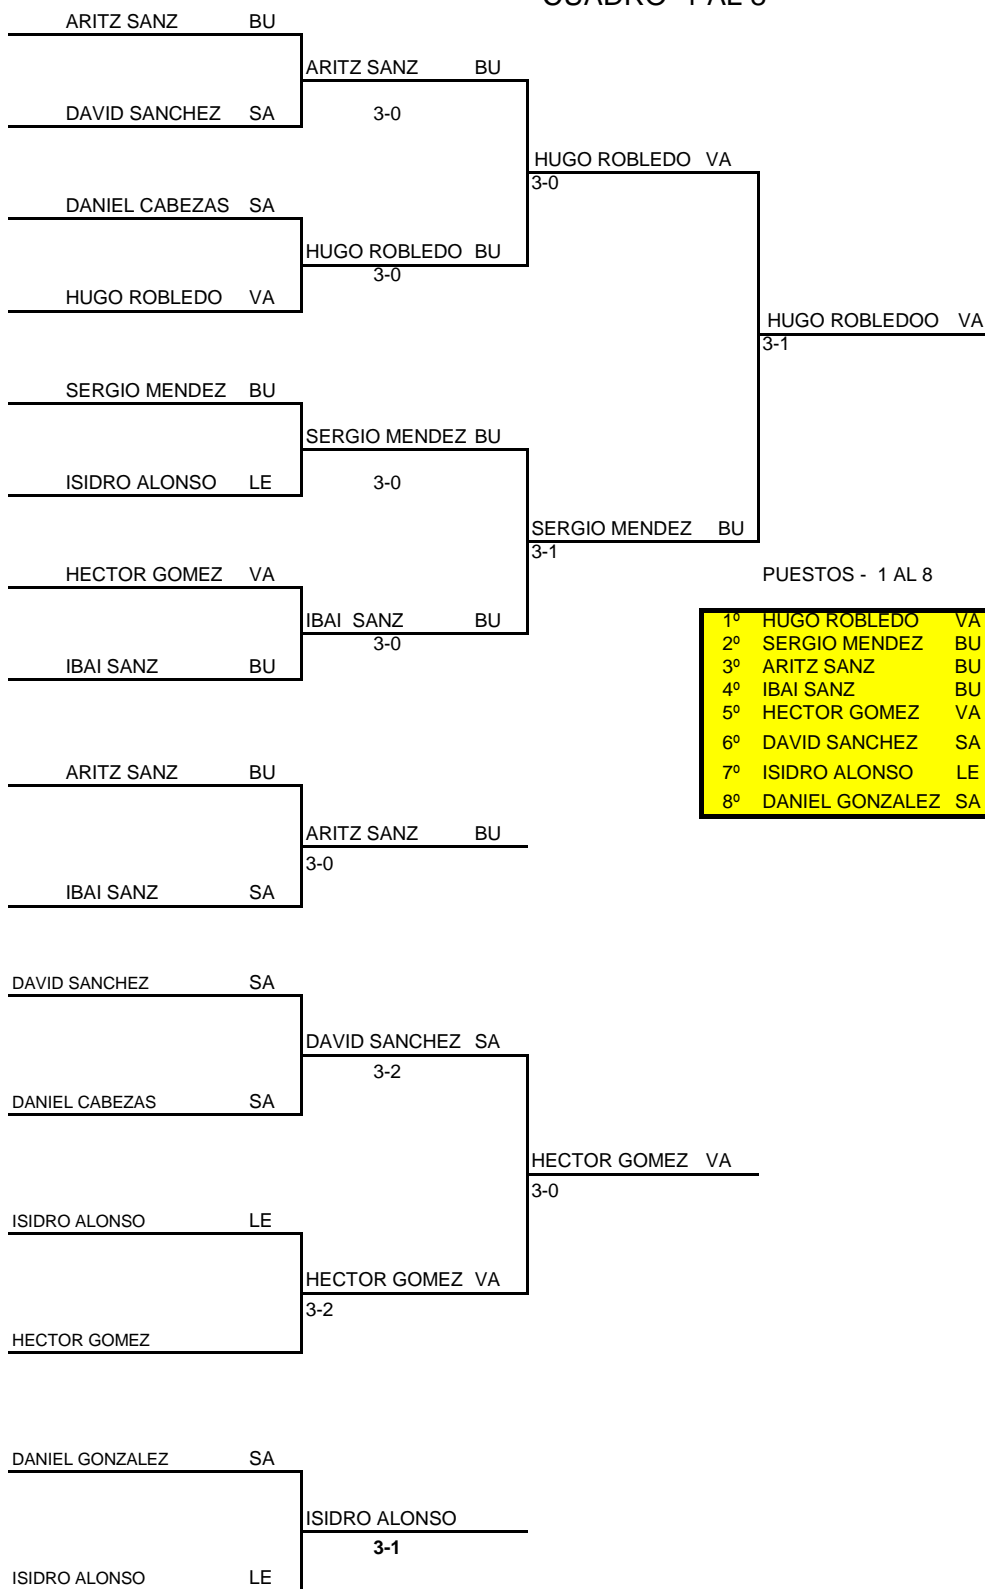 CUADRO 1 AL 8
ARITZ SANZ BU
ARITZ SANZ BU
DAVID SANCHEZ SA 3-0
HUGO ROBLEDO VA
3-0
DANIEL CABEZAS SA
HUGO ROBLEDO BU
3-0
HUGO ROBLEDO VA
HUGO ROBLEDOO VA
3-1
SERGIO MENDEZ BU
SERGIO MENDEZ BU
ISIDRO ALONSO LE 3-0
SERGIO MENDEZ BU
3-1
HECTOR GOMEZ VA
PUESTOS - 1 AL 8
IBAI SANZ BU
3-0
IBAI SANZ BU
1º HUGO ROBLEDO VA
2º SERGIO MENDEZ BU
3º ARITZ SANZ BU
4º IBAI SANZ BU
5º HECTOR GOMEZ VA
6º DAVID SANCHEZ SA
7º ISIDRO ALONSO LE
8º DANIEL GONZALEZ SA
ARITZ SANZ BU
ARITZ SANZ BU
3-0
IBAI SANZ SA
DAVID SANCHEZ SA
DAVID SANCHEZ SA
3-2
DANIEL CABEZAS SA
HECTOR GOMEZ VA
3-0
ISIDRO ALONSO LE
HECTOR GOMEZ VA
3-2
HECTOR GOMEZ
DANIEL GONZALEZ SA
ISIDRO ALONSO
3-1
ISIDRO ALONSO LE